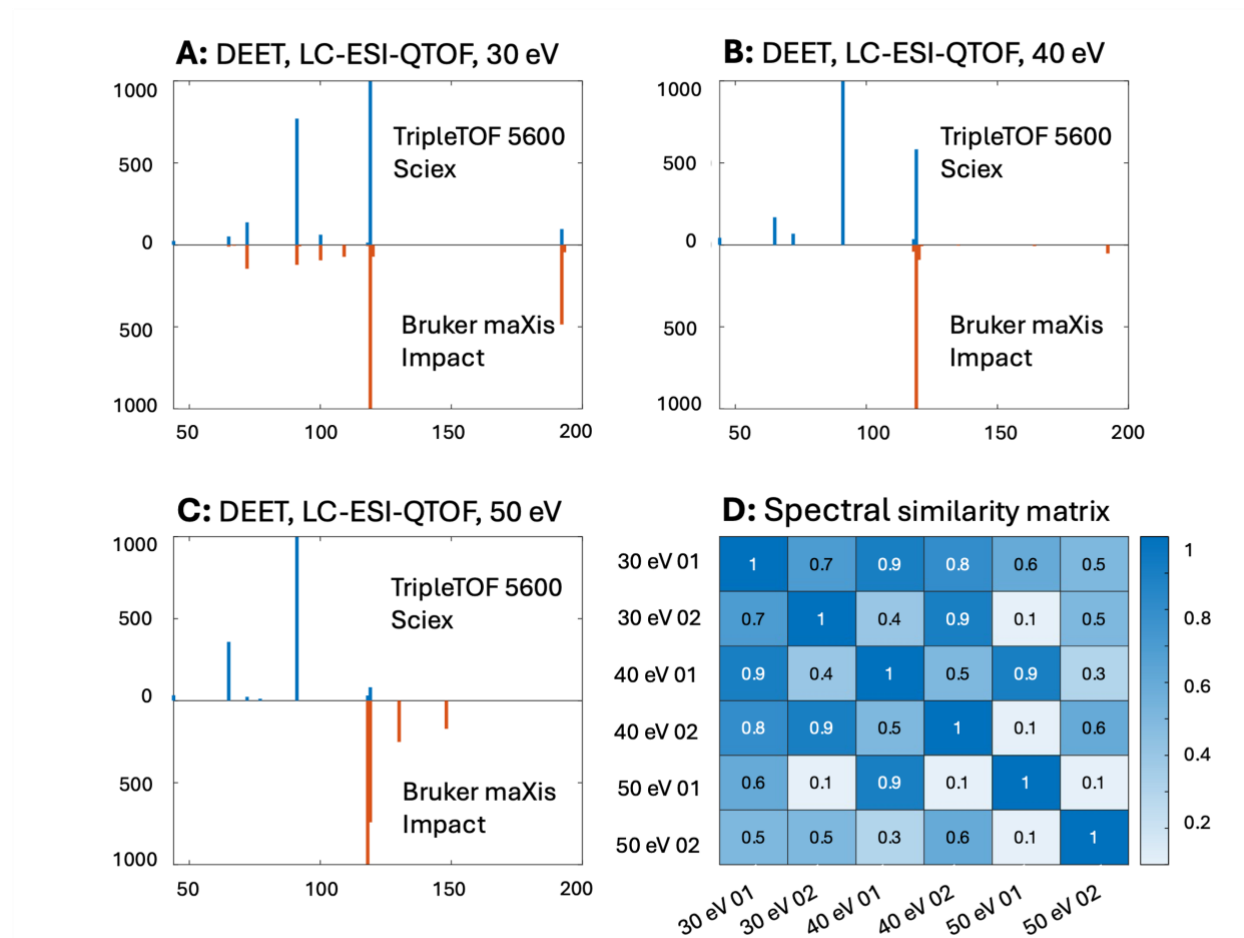 A: DEET, LC-ESI-QTOF, 30 eV
1000
500
0
500
1000
TripleTOF 5600
Sciex
Bruker maXis
Impact
50 100 150 200
B: DEET, LC-ESI-QTOF, 40 eV
1000
500
0
500
1000
TripleTOF 5600
Sciex
Bruker maXis
Impact
50 100 150 200
C: DEET, LC-ESI-QTOF, 50 eV
1000
500
0
500
1000
TripleTOF 5600
Sciex
Bruker maXis
Impact
50 100 150 200
D: Spectral similarity matrix
30 eV 01 1 0.7 0.9 0.8 0.6 0.5
30 eV 02 0.7 1 0.4 0.9 0.1 0.5
40 eV 01 0.9 0.4 1 0.5 0.9 0.3
40 eV 02 0.8 0.9 0.5 1 0.1 0.6
50 eV 01 0.6 0.1 0.9 0.1 1 0.1
50 eV 02 0.5 0.5 0.3 0.6 0.1 1
30 eV 01 30 eV 02 40 eV 01 40 eV 02 50 eV 01 50 eV 02
1
0.8
0.6
0.4
0.2